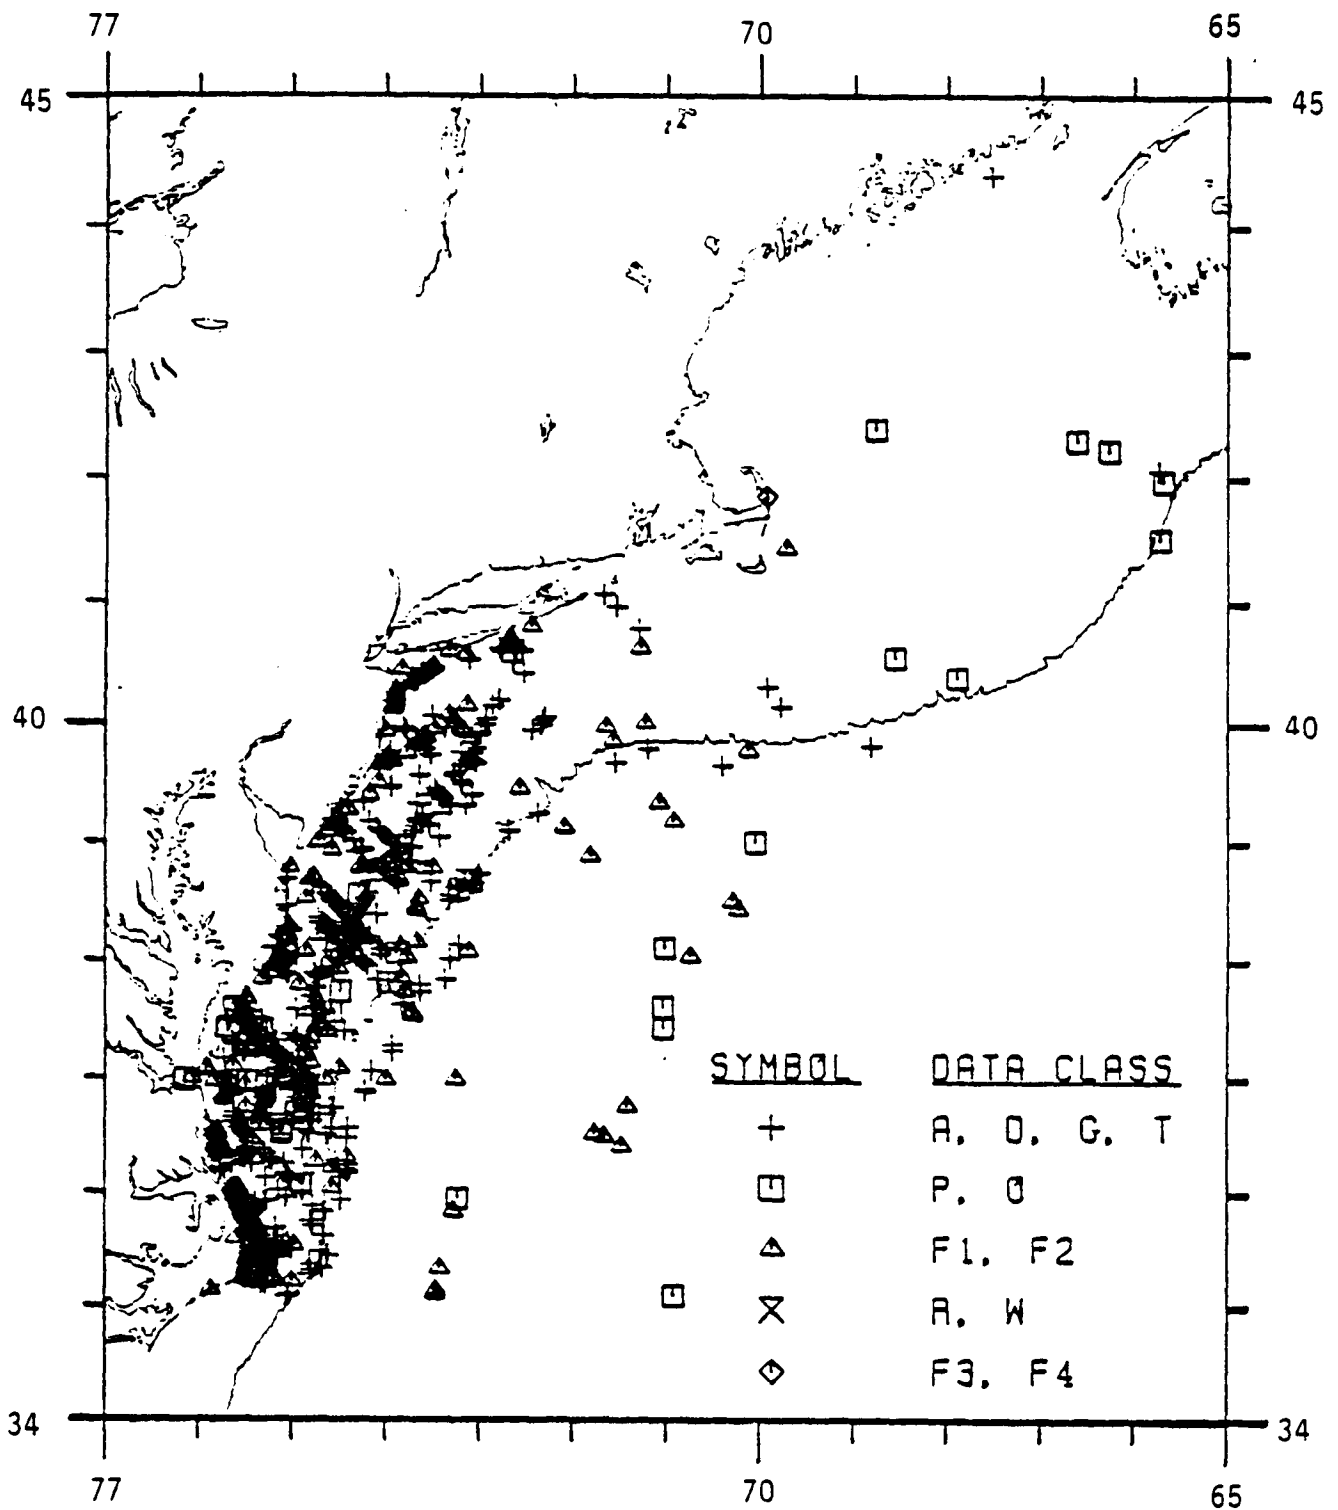 77 70 65
45 45
40 40
SYMBOL DATA CLASS
A. D. G. T
P. O
F1. F2
A. W
F3. F4
34 34
77 70 65